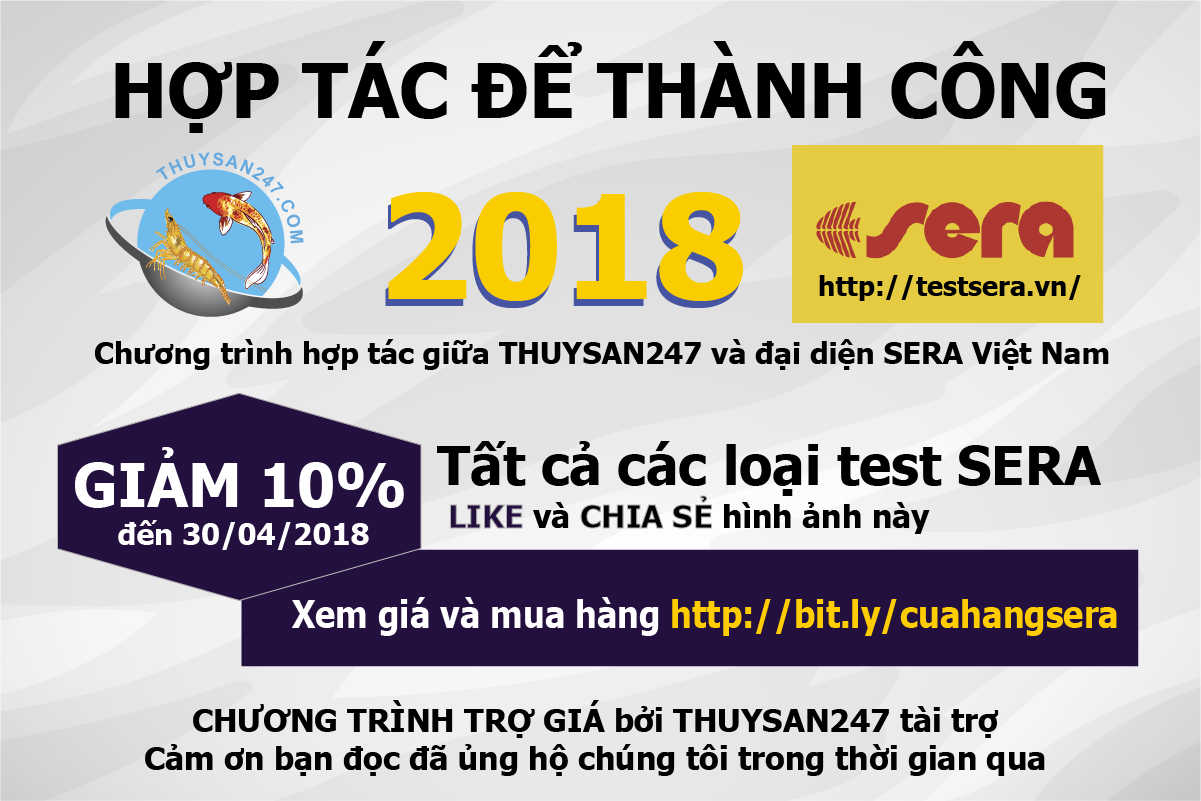 HỢP TÁC ĐỂ THÀNH CÔNG
THUYSAN247.COM
2018
sera
http://testsera.vn/
Chương trình hợp tác giữa THUYSAN247 và đại diện SERA Việt Nam
GIẢM 10%
đến 30/04/2018
Tất cả các loại test SERA
LIKE và CHIA SẺ hình ảnh này
Xem giá và mua hàng http://bit.ly/cuahangsera
CHƯƠNG TRÌNH TRỢ GIÁ bởi THUYSAN247 tài trợ
Cảm ơn bạn đọc đã ủng hộ chúng tôi trong thời gian qua